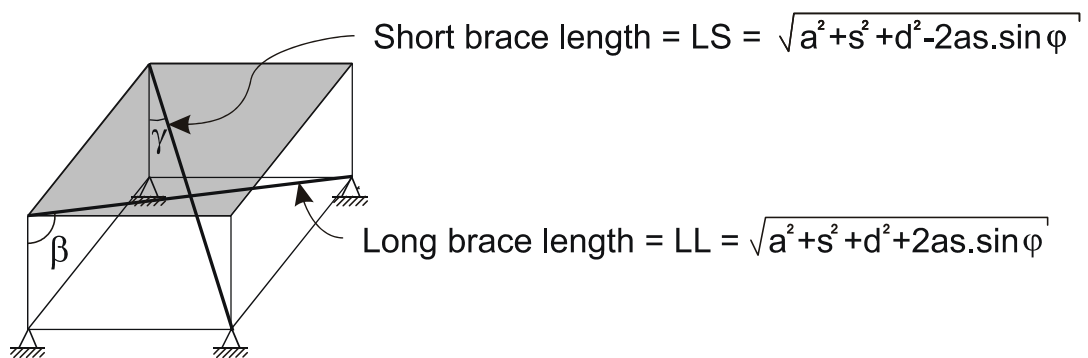 Short brace length = LS = √a²+s²+d²-2as.sinφ
γ
β
Long brace length = LL = √a²+s²+d²+2as.sinφ